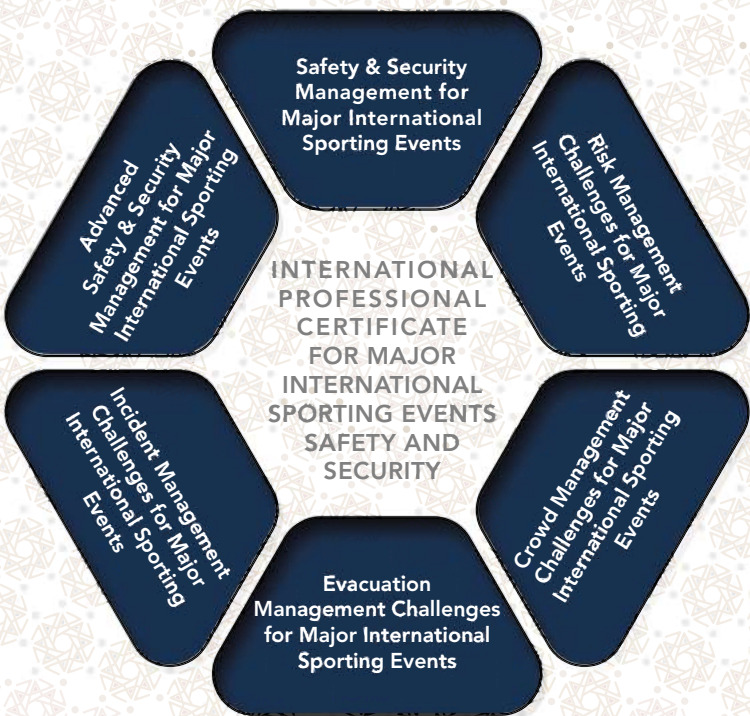 Safety & Security
Management for
Major International
Sporting Events
Risk Management
Challenges for Major
International Sporting
Events
Crowd Management
Challenges for Major
International Sporting
Events
Evacuation
Management Challenges
for Major International
Sporting Events
Incident Management
Challenges for Major
International Sporting
Events
Advanced
Safety & Security
Management for Major
International Sporting
Events
INTERNATIONAL
PROFESSIONAL
CERTIFICATE
FOR MAJOR
INTERNATIONAL
SPORTING EVENTS
SAFETY AND
SECURITY